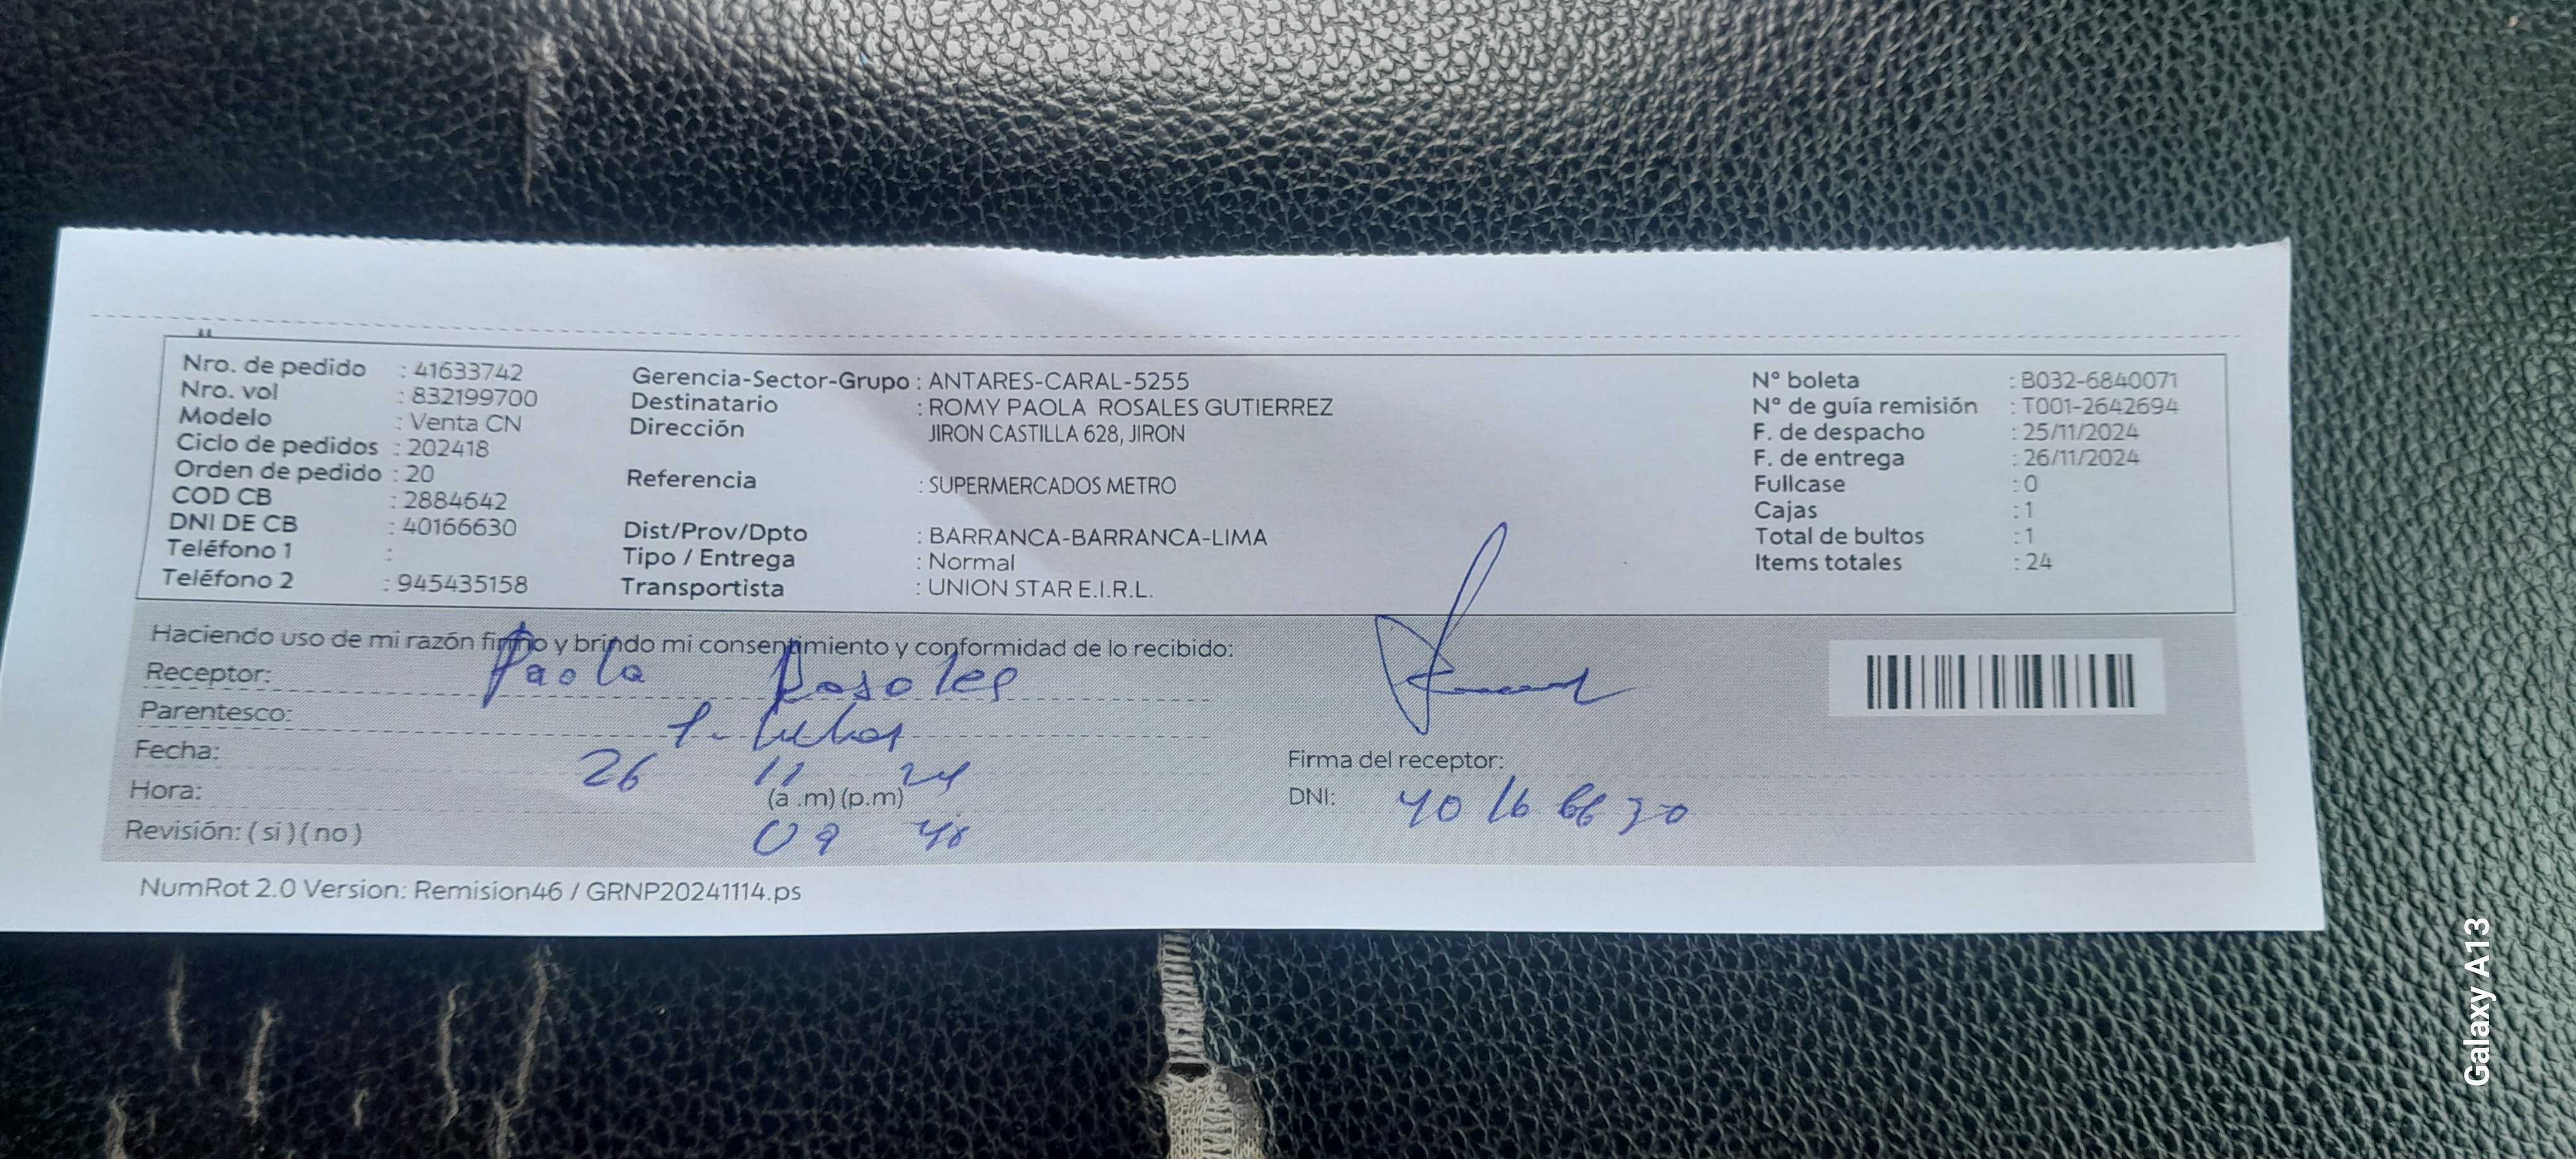 Nro. de pedido : 41633742
Nro. vol : 832199700
Modelo : Venta CN
Ciclo de pedidos : 202418
Orden de pedido : 20
COD CB : 2884642
DNI DE CB : 40166630
Teléfono 1 :
Teléfono 2 : 945435158
Gerencia-Sector-Grupo : ANTARES-CARAL-5255
Destinatario : ROMY PAOLA ROSALES GUTIERREZ
Dirección JIRON CASTILLA 628, JIRON
Referencia : SUPERMERCADOS METRO
Dist/Prov/Dpto : BARRANCA-BARRANCA-LIMA
Tipo / Entrega : Normal
Transportista : UNION STAR E.I.R.L.
N° boleta : B032-6840071
N° de guía remisión : T001-2642694
F. de despacho : 25/11/2024
F. de entrega : 26/11/2024
Fullcase : 0
Cajas : 1
Total de bultos : 1
Items totales : 24
Haciendo uso de mi razón firmo y brindo mi consentimiento y conformidad de lo recibido:
Receptor: Paola Rosales
Parentesco:
Fecha: 26 11 24
Hora: (a .m) (p.m)
Revisión: ( si ) ( no )
09
Firma del receptor:
DNI: 40 16 66 30
NumRot 2.0 Version: Remision46 / GRNP20241114.ps
Galaxy A13